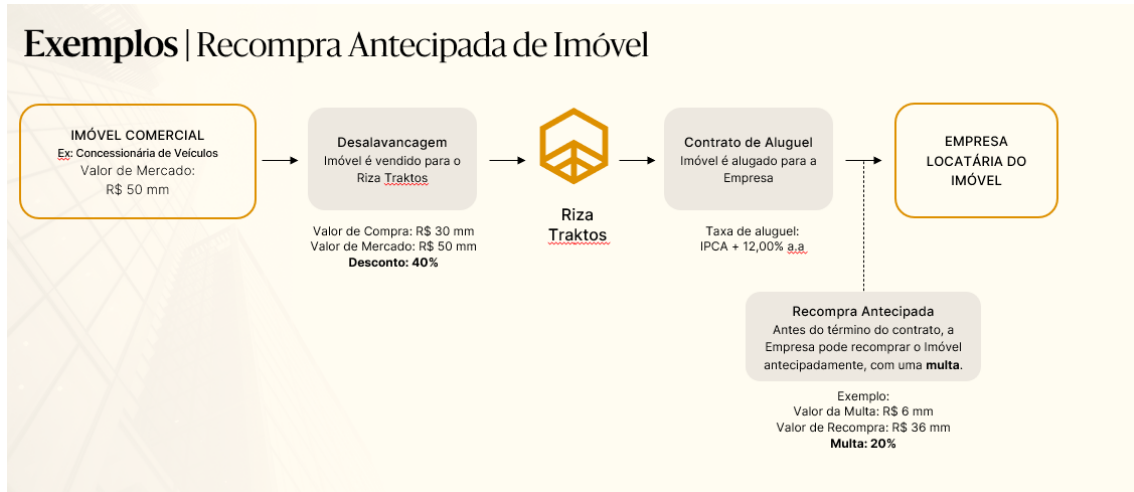 Exemplos | Recompra Antecipada de Imóvel
IMÓVEL COMERCIAL
Ex: Concessionária de Veículos
Valor de Mercado:
R$ 50 mm
Desalavancagem
Imóvel é vendido para o
Riza Traktos
Valor de Compra: R$ 30 mm
Valor de Mercado: R$ 50 mm
Desconto: 40%
Riza
Traktos
Contrato de Aluguel
Imóvel é alugado para a
Empresa
Taxa de aluguel:
IPCA + 12,00% a.a
EMPRESA
LOCATÁRIA DO
IMÓVEL
Recompra Antecipada
Antes do término do contrato, a
Empresa pode recomprar o Imóvel
antecipadamente, com uma multa.
Exemplo:
Valor da Multa: R$ 6 mm
Valor de Recompra: R$ 36 mm
Multa: 20%